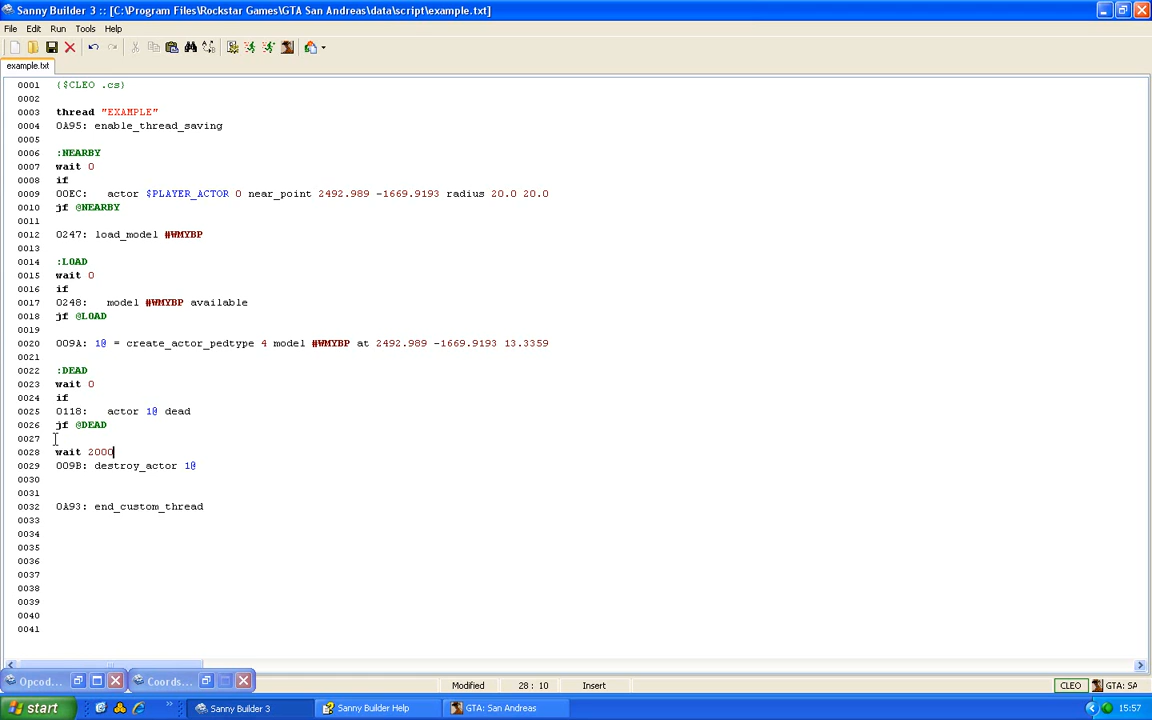 Sanny Builder 3 :: [C:\Program Files\Rockstar Games\GTA San Andreas\data\script\example.txt]
File Edit Run Tools Help
example.txt
0001 {$CLEO .cs}
0002
0003 thread "EXAMPLE"
0004 0A95: enable_thread_saving
0005
0006 :NEARBY
0007 wait 0
0008 if
0009 00EC: actor $PLAYER_ACTOR 0 near_point 2492.989 -1669.9193 radius 20.0 20.0
0010 jf @NEARBY
0011
0012 0247: load_model #WMYBP
0013
0014 :LOAD
0015 wait 0
0016 if
0017 0248: model #WMYBP available
0018 jf @LOAD
0019
0020 009A: 1@ = create_actor_pedtype 4 model #WMYBP at 2492.989 -1669.9193 13.3359
0021
0022 :DEAD
0023 wait 0
0024 if
0025 0118: actor 1@ dead
0026 jf @DEAD
0027
0028 wait 2000
0029 009B: destroy_actor 1@
0030
0031
0032 0A93: end_custom_thread
0033
0034
0035
0036
0037
0038
0039
0040
0041
Opcod... Coords...
Modified 28 : 10 Insert CLEO GTA: SA
start Sanny Builder 3 Sanny Builder Help GTA: San Andreas 15:57